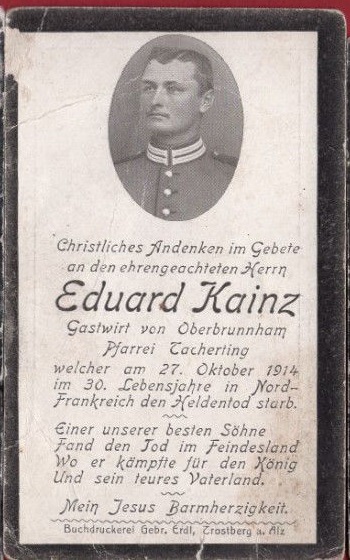 Christliches Andenken im Gebete
an den ehrengeachteten Herrn
Eduard Kainz
Gastwirt von Oberbrunnham
Pfarrei Tacherting
welcher am 27. Oktober 1914
im 30. Lebensjahre in Nord-
Frankreich den Heldentod starb.
Einer unserer besten Söhne
Fand den Tod im Feindesland
Wo er kämpfte für den König
Und sein teures Vaterland.
Mein Jesus Barmherzigkeit.
Buchdruckerei Gebr. Erdl, Trostberg a. Alz